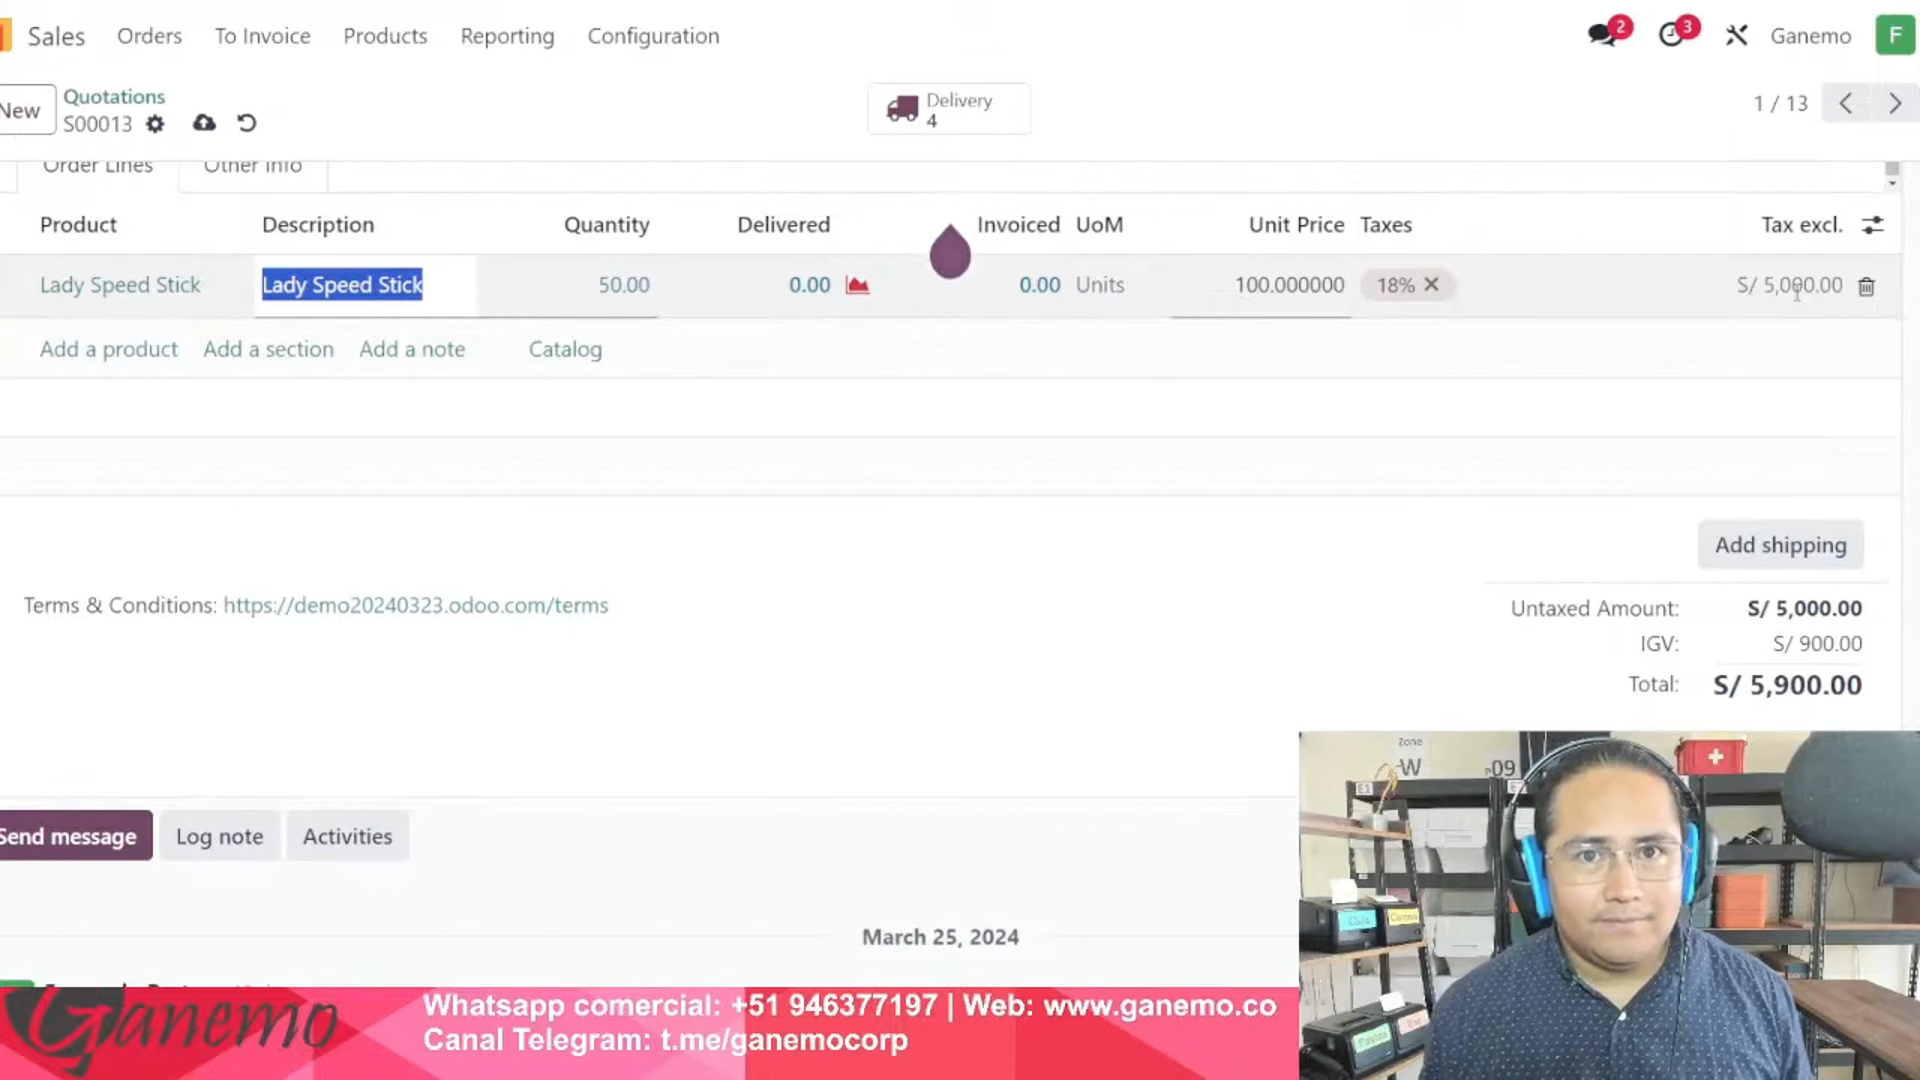 Sales Orders To Invoice Products Reporting Configuration 2 3 Ganemo F
New Quotations Delivery 1 / 13
S00013 4
Order Lines Other Info
Product Description Quantity Delivered Invoiced UoM Unit Price Taxes Tax excl.
Lady Speed Stick Lady Speed Stick 50.00 0.00 0.00 Units 100.000000 18% S/ 5,000.00
Add a product Add a section Add a note Catalog
Add shipping
Terms & Conditions: https://demo20240323.odoo.com/terms
Untaxed Amount: S/ 5,000.00
IGV: S/ 900.00
Total: S/ 5,900.00
Zone
W 09
E1
Send message Log note Activities
March 25, 2024
Ganemo
Whatsapp comercial: +51 946377197 | Web: www.ganemo.co
Canal Telegram: t.me/ganemocorp